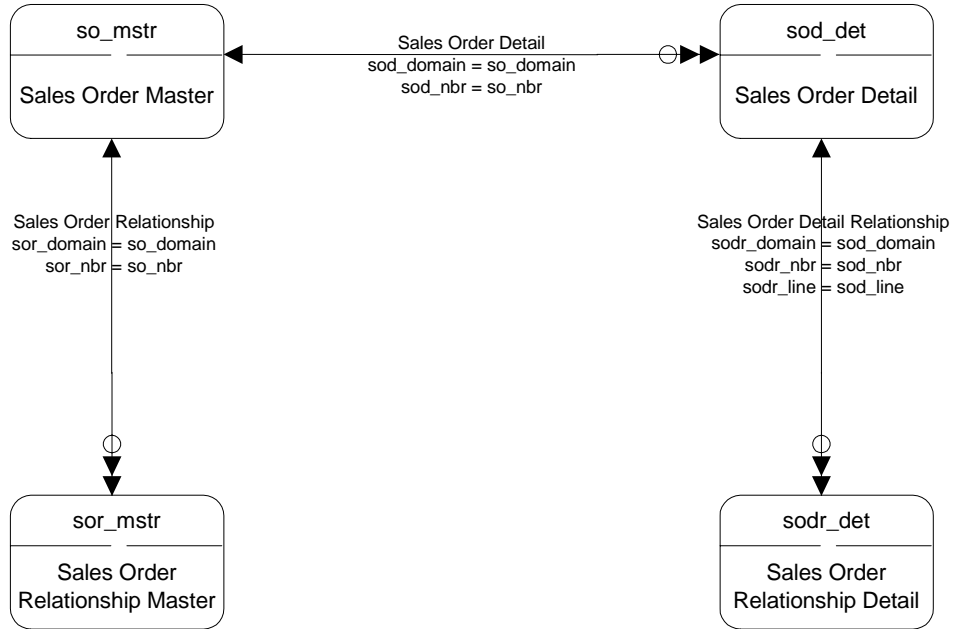 so_mstr
Sales Order Master
Sales Order Detail
sod_domain = so_domain
sod_nbr = so_nbr
sod_det
Sales Order Detail
Sales Order Relationship
sor_domain = so_domain
sor_nbr = so_nbr
Sales Order Detail Relationship
sodr_domain = sod_domain
sodr_nbr = sod_nbr
sodr_line = sod_line
sor_mstr
Sales Order
Relationship Master
sodr_det
Sales Order
Relationship Detail